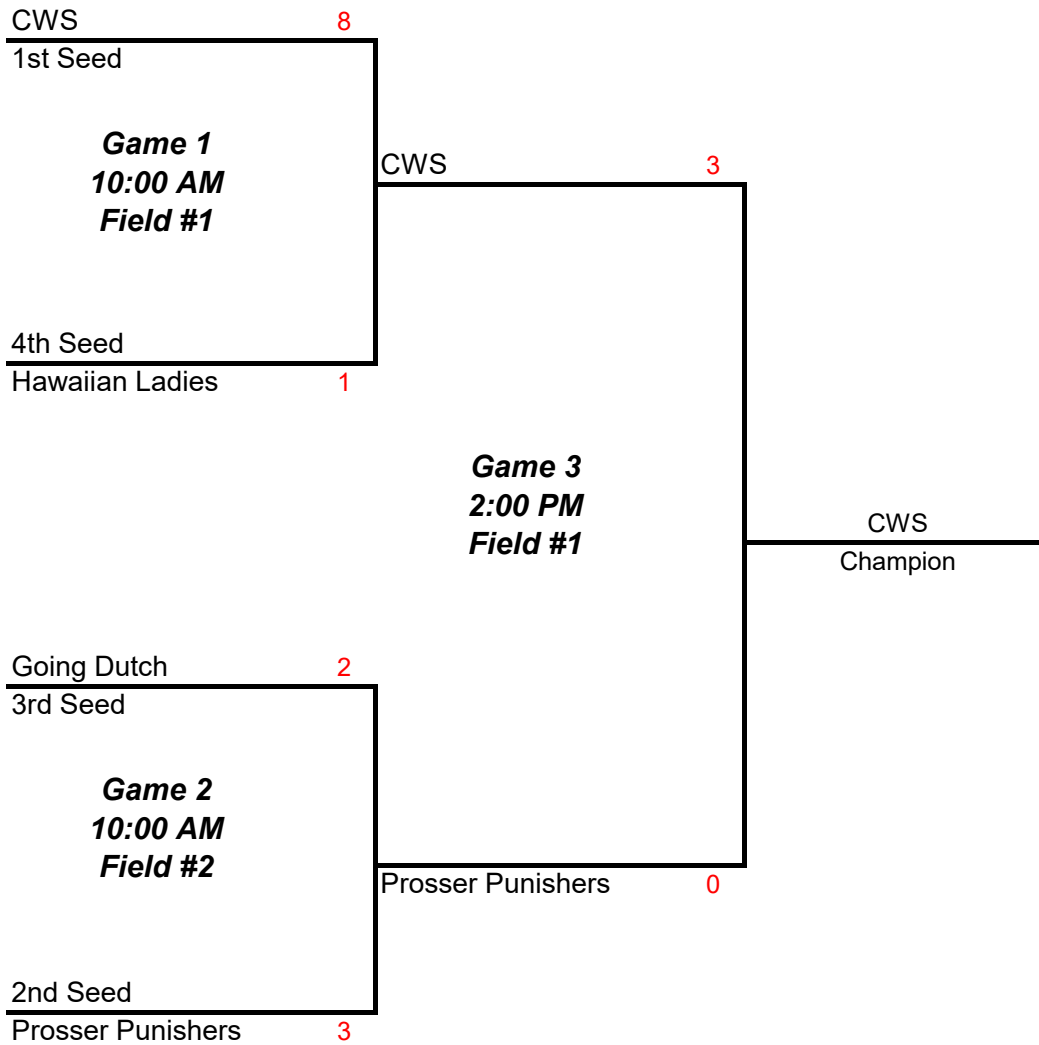 CWS 8
1st Seed
Game 1
10:00 AM
Field #1
CWS 3
4th Seed
Hawaiian Ladies 1
Game 3
2:00 PM
Field #1
CWS
Champion
Going Dutch 2
3rd Seed
Game 2
10:00 AM
Field #2
Prosser Punishers 0
2nd Seed
Prosser Punishers 3